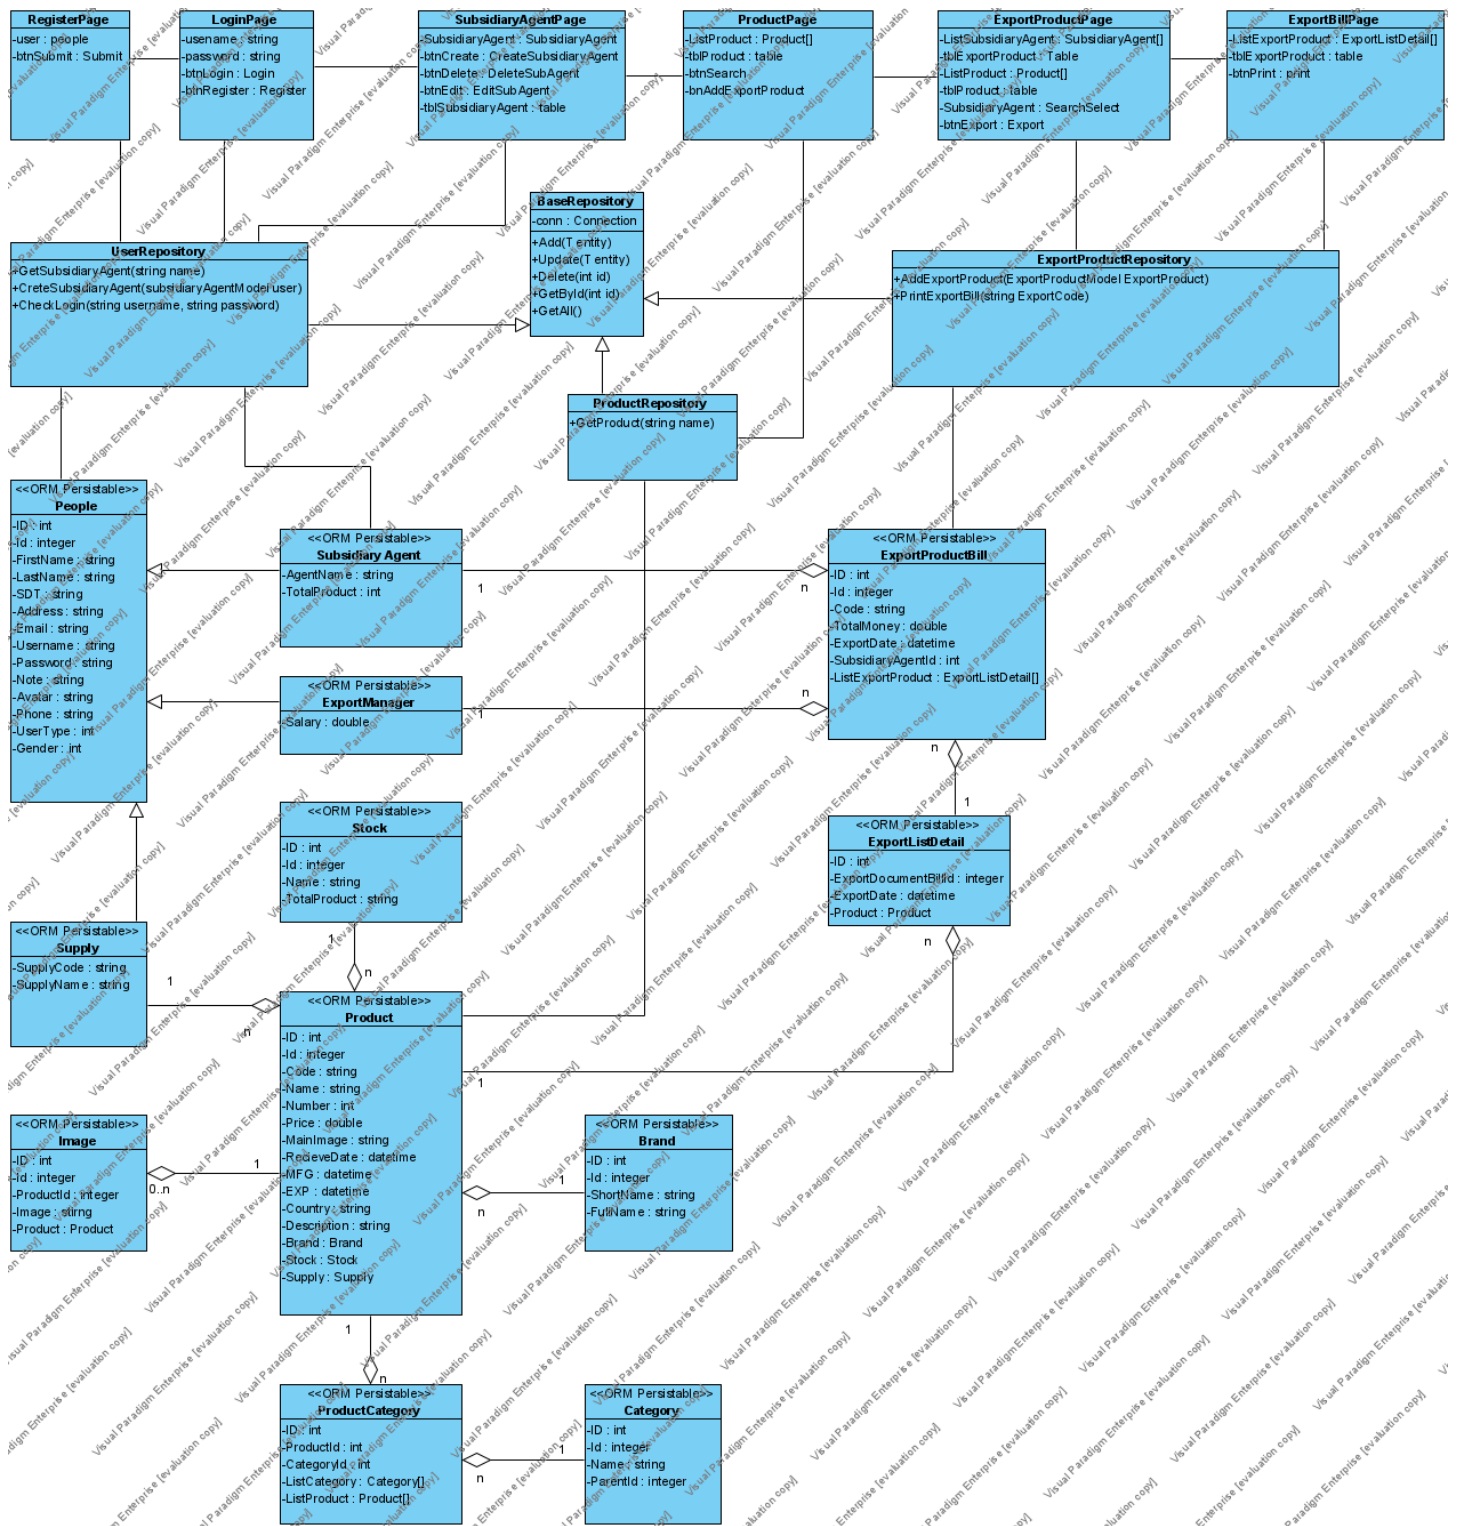 RegisterPage
-user : people
-btnSubmit : Submit
LoginPage
-usename : string
-password : string
-btnLogin : Login
-btnRegister : Register
SubsidiaryAgentPage
-SubsidiaryAgent : SubsidiaryAgent
-btnCreate : CreateSubsidiaryAgent
-btnDelete : DeleteSubAgent
-btnEdit : EditSubAgent
-tblSubsidiaryAgent : table
ProductPage
-ListProduct : Product[]
-tblProduct : table
-btnSearch
-bnAddExportProduct
ExportProductPage
-ListSubsidiaryAgent : SubsidiaryAgent[]
-tblExportProduct : Table
-ListProduct : Product[]
-tblProduct : table
-SubsidiaryAgent : SearchSelect
-btnExport : Export
ExportBillPage
-ListExportProduct : ExportListDetail[]
-tblExportProduct : table
-btnPrint : print
BaseRepository
-conn : Connection
+Add(T entity)
+Update(T entity)
+Delete(int id)
+GetById(int id)
+GetAll()
UserRepository
+GetSubsidiaryAgent(string name)
+CreteSubsidiaryAgent(subsidiaryAgentModel user)
+CheckLogin(string username, string password)
ExportProductRepository
+AddExportProduct(ExportProductModel ExportProduct)
+PrintExportBill(string ExportCode)
ProductRepository
+GetProduct(string name)
<<ORM Persistable>>
People
-ID : int
-Id : integer
-FirstName : string
-LastName : string
-SDT : string
-Address : string
-Email : string
-Username : string
-Password : string
-Note : string
-Avatar : string
-Phone : string
-UserType : int
-Gender : int
<<ORM Persistable>>
Subsidiary Agent
-AgentName : string
-TotalProduct : int
1
n
<<ORM Persistable>>
ExportProductBill
-ID : int
-Id : integer
-Code : string
-TotalMoney : double
-ExportDate : datetime
-SubsidiaryAgentId : int
-ListExportProduct : ExportListDetail[]
<<ORM Persistable>>
ExportManager
-Salary : double
1
n
n
1
<<ORM Persistable>>
Stock
-ID : int
-Id : integer
-Name : string
-TotalProduct : string
1
n
<<ORM Persistable>>
ExportListDetail
-ID : int
-ExportDocumentBillId : integer
-ExportDate : datetime
-Product : Product
n
1
<<ORM Persistable>>
Supply
-SupplyCode : string
-SupplyName : string
1
n
<<ORM Persistable>>
Product
-ID : int
-Id : integer
-Code : string
-Name : string
-Number : int
-Price : double
-MainImage : string
-RecieveDate : datetime
-MFG : datetime
-EXP : datetime
-Country : string
-Description : string
-Brand : Brand
-Stock : Stock
-Supply : Supply
<<ORM Persistable>>
Image
-ID : int
-Id : integer
-ProductId : integer
-Image : stirng
-Product : Product
0..n
1
<<ORM Persistable>>
Brand
-ID : int
-Id : integer
-ShortName : string
-FullName : string
1
n
1
n
<<ORM Persistable>>
ProductCategory
-ID : int
-ProductId : int
-CategoryId : int
-ListCategory : Category[]
-ListProduct : Product[]
n
1
<<ORM Persistable>>
Category
-ID : int
-Id : integer
-Name : string
-ParentId : integer
Visual Paradigm Enterprise [evaluation copy]